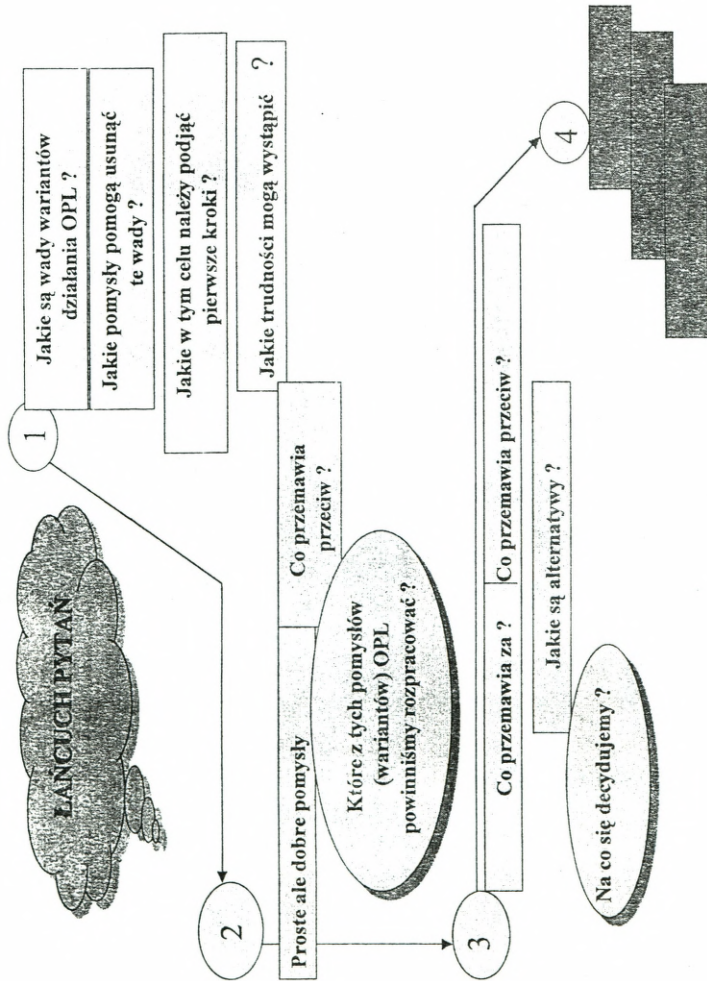 ŁAŃCUCH PYTAŃ
1
Jakie są wady wariantów
działania OPL ?
Jakie pomysły pomogą usunąć
te wady ?
Jakie w tym celu należy podjąć
pierwsze kroki ?
Jakie trudności mogą wystąpić ?
2
Proste ale dobre pomysły
Co przemawia
przeciw ?
Które z tych pomysłów
(wariantów) OPL
powinniśmy rozpracować ?
3
Co przemawia za ?
Co przemawia przeciw ?
Jakie są alternatywy ?
Na co się decydujemy ?
4